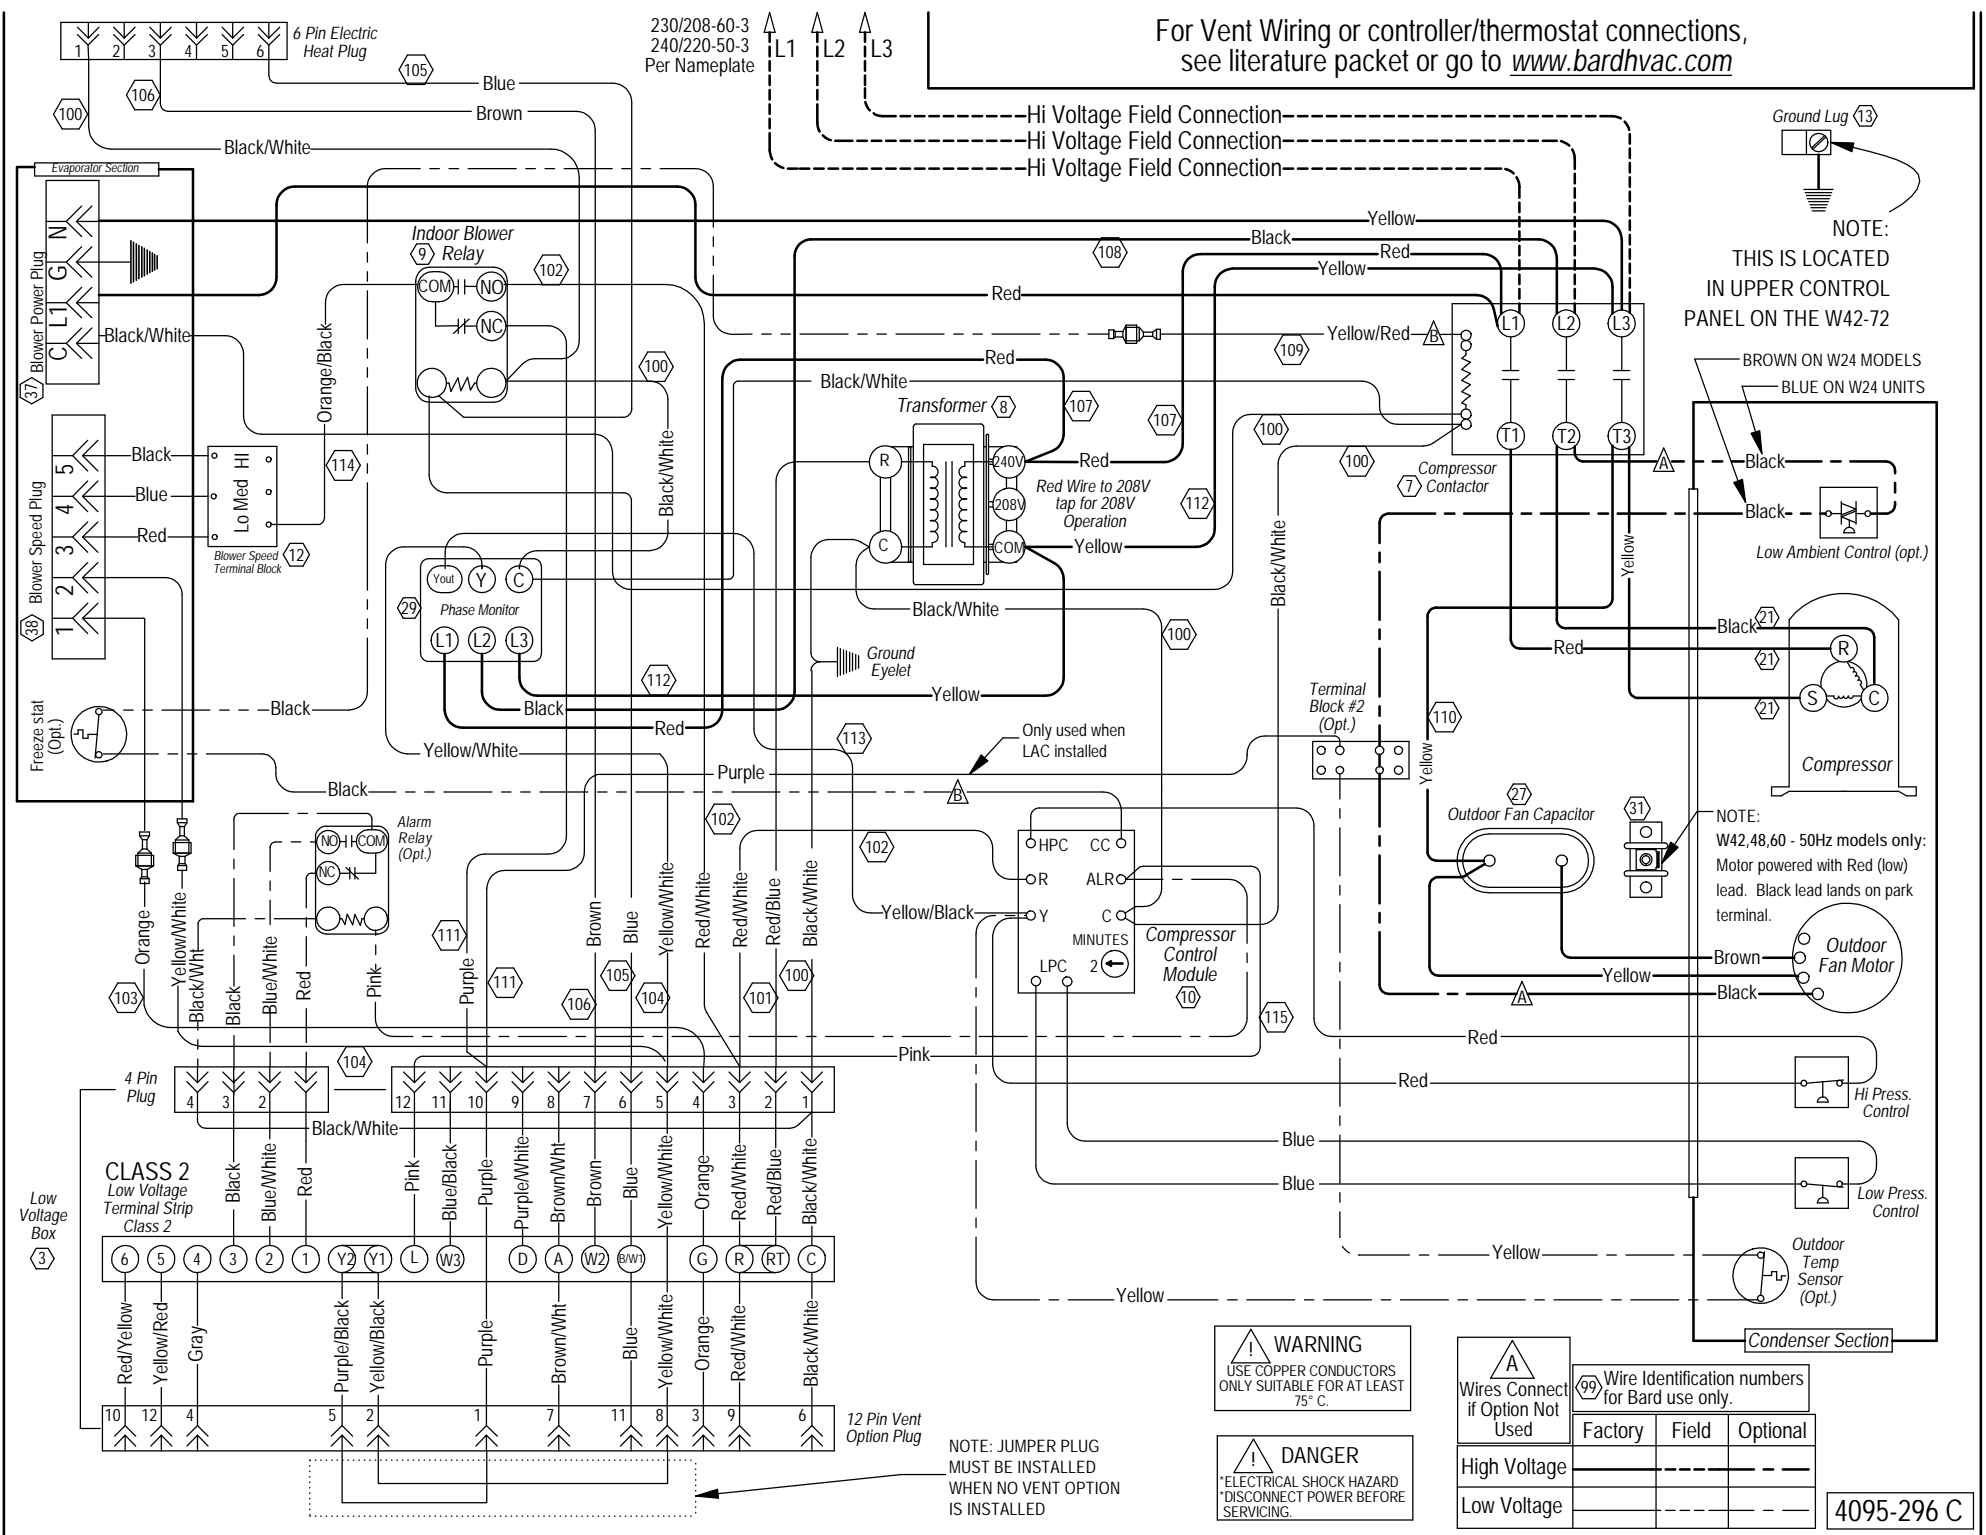 For Vent Wiring or controller/thermostat connections,
see literature packet or go to www.bardhvac.com
230/208-60-3
240/220-50-3
Per Nameplate
L1
L2
L3
6 Pin Electric
Heat Plug
1 2 3 4 5 6
105
Blue
106
Brown
100
Black/White
Hi Voltage Field Connection
Hi Voltage Field Connection
Hi Voltage Field Connection
Ground Lug 13
NOTE:
THIS IS LOCATED
IN UPPER CONTROL
PANEL ON THE W42-72
BROWN ON W24 MODELS
BLUE ON W24 UNITS
Evaporator Section
Blower Power Plug
N
G
L1
C
37
Black/White
Indoor Blower
9 Relay
COM NO
NC
102
Orange/Black
100
Black/White
Yellow
Black
108
Red
Yellow
Red
Yellow/Red
B
109
L1 L2 L3
T1 T2 T3
Compressor
7 Contactor
Red
Black/White
Transformer 8
107
107
100
100
R
C
240V
208V
COM
Red
Red Wire to 208V
tap for 208V
Operation
112
Yellow
A
Black
Black
Low Ambient Control (opt.)
Blower Speed Plug
5
4
3
2
1
38
Black
Blue
Red
HI
Med
Lo
Blower Speed
Terminal Block
12
114
Yout Y C
29
Phase Monitor
L1 L2 L3
Black/White
100
Black/White
Yellow
Ground
Eyelet
112
Yellow
Black
Red
Freeze stat
(Opt.)
Black
Yellow/White
113
Only used when
LAC installed
Purple
B
Black
Terminal
Block #2
(Opt.)
110
Yellow
Black
21
Red
21
21
R
S
C
Compressor
27
Outdoor Fan Capacitor
31
NOTE:
W42,48,60 - 50Hz models only:
Motor powered with Red (low)
lead. Black lead lands on park
terminal.
Outdoor
Fan Motor
Brown
Yellow
Black
A
Alarm
Relay
(Opt.)
NO COM
NC
102
102
HPC CC
R ALR
Y C
MINUTES
2
LPC
Compressor
Control
Module
10
Yellow/Black
115
Orange
Yellow/White
Black/Wht
Black
Blue/White
Red
Pink
Purple
111
111
Brown
Blue
Yellow/White
Red/White
Red/White
Red/Blue
Black/White
103
104
106
105
104
101
100
Pink
Red
Red
Hi Press.
Control
Blue
Blue
Low Press.
Control
4 Pin
Plug
4 3 2 1
12 11 10 9 8 7 6 5 4 3 2 1
Black/White
CLASS 2
Low Voltage
Terminal Strip
Class 2
Low
Voltage
Box
3
Black
Blue/White
Red
Pink
Blue/Black
Purple
Purple/White
Brown/Wht
Brown
Blue
Yellow/White
Orange
Red/White
Red/Blue
Black/White
6 5 4 3 2 1 Y2 Y1 L W3 D A W2 B/W1 G R RT C
Yellow
Yellow
Outdoor
Temp
Sensor
(Opt.)
Condenser Section
Red/Yellow
Yellow/Red
Gray
Purple/Black
Yellow/Black
Purple
Brown/Wht
Blue
Yellow/White
Orange
Red/White
Black/White
10 12 4 5 2 1 7 11 8 3 9 6
12 Pin Vent
Option Plug
NOTE: JUMPER PLUG
MUST BE INSTALLED
WHEN NO VENT OPTION
IS INSTALLED
! WARNING
USE COPPER CONDUCTORS
ONLY SUITABLE FOR AT LEAST
75° C.
! DANGER
*ELECTRICAL SHOCK HAZARD
*DISCONNECT POWER BEFORE
SERVICING.
A
Wires Connect
if Option Not
Used
99 Wire Identification numbers
for Bard use only.
Factory Field Optional
High Voltage
Low Voltage
4095-296 C